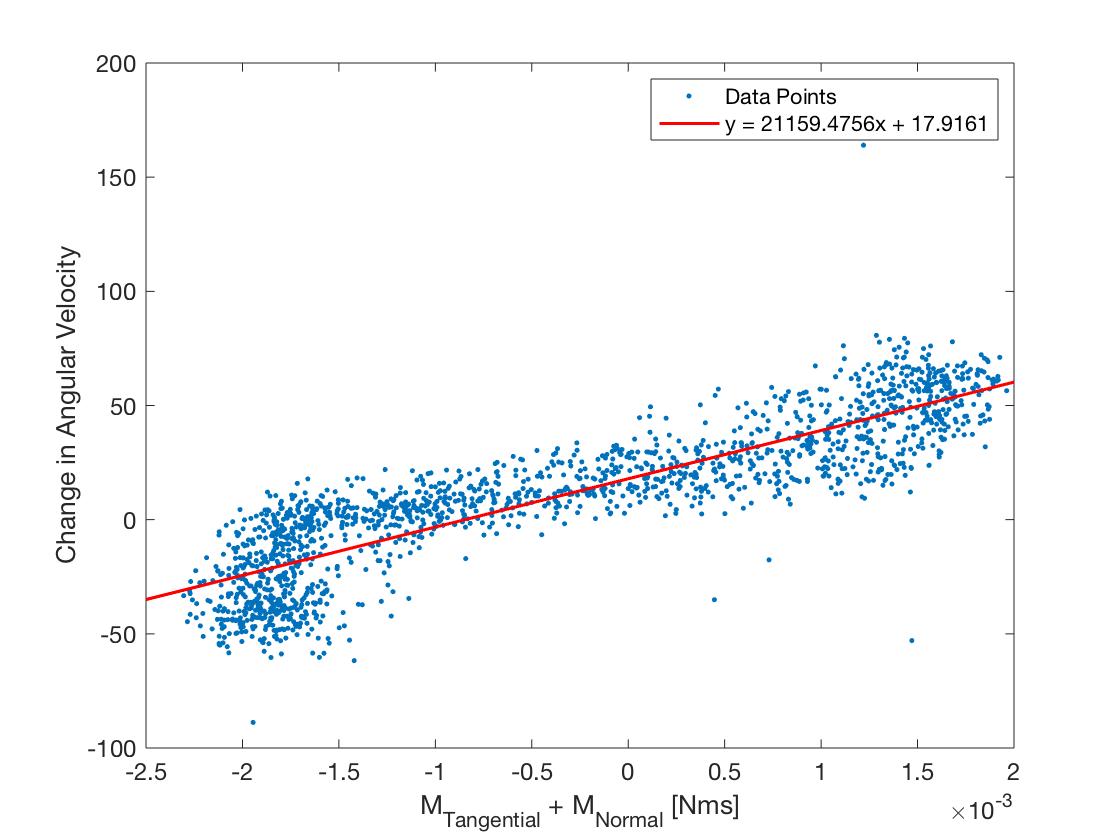 200
150
100
50
0
-50
-100
Change in Angular Velocity
Data Points
y = 21159.4756x + 17.9161
-2.5 -2 -1.5 -1 -0.5 0 0.5 1 1.5 2
M_Tangential + M_Normal [Nms]
×10^-3